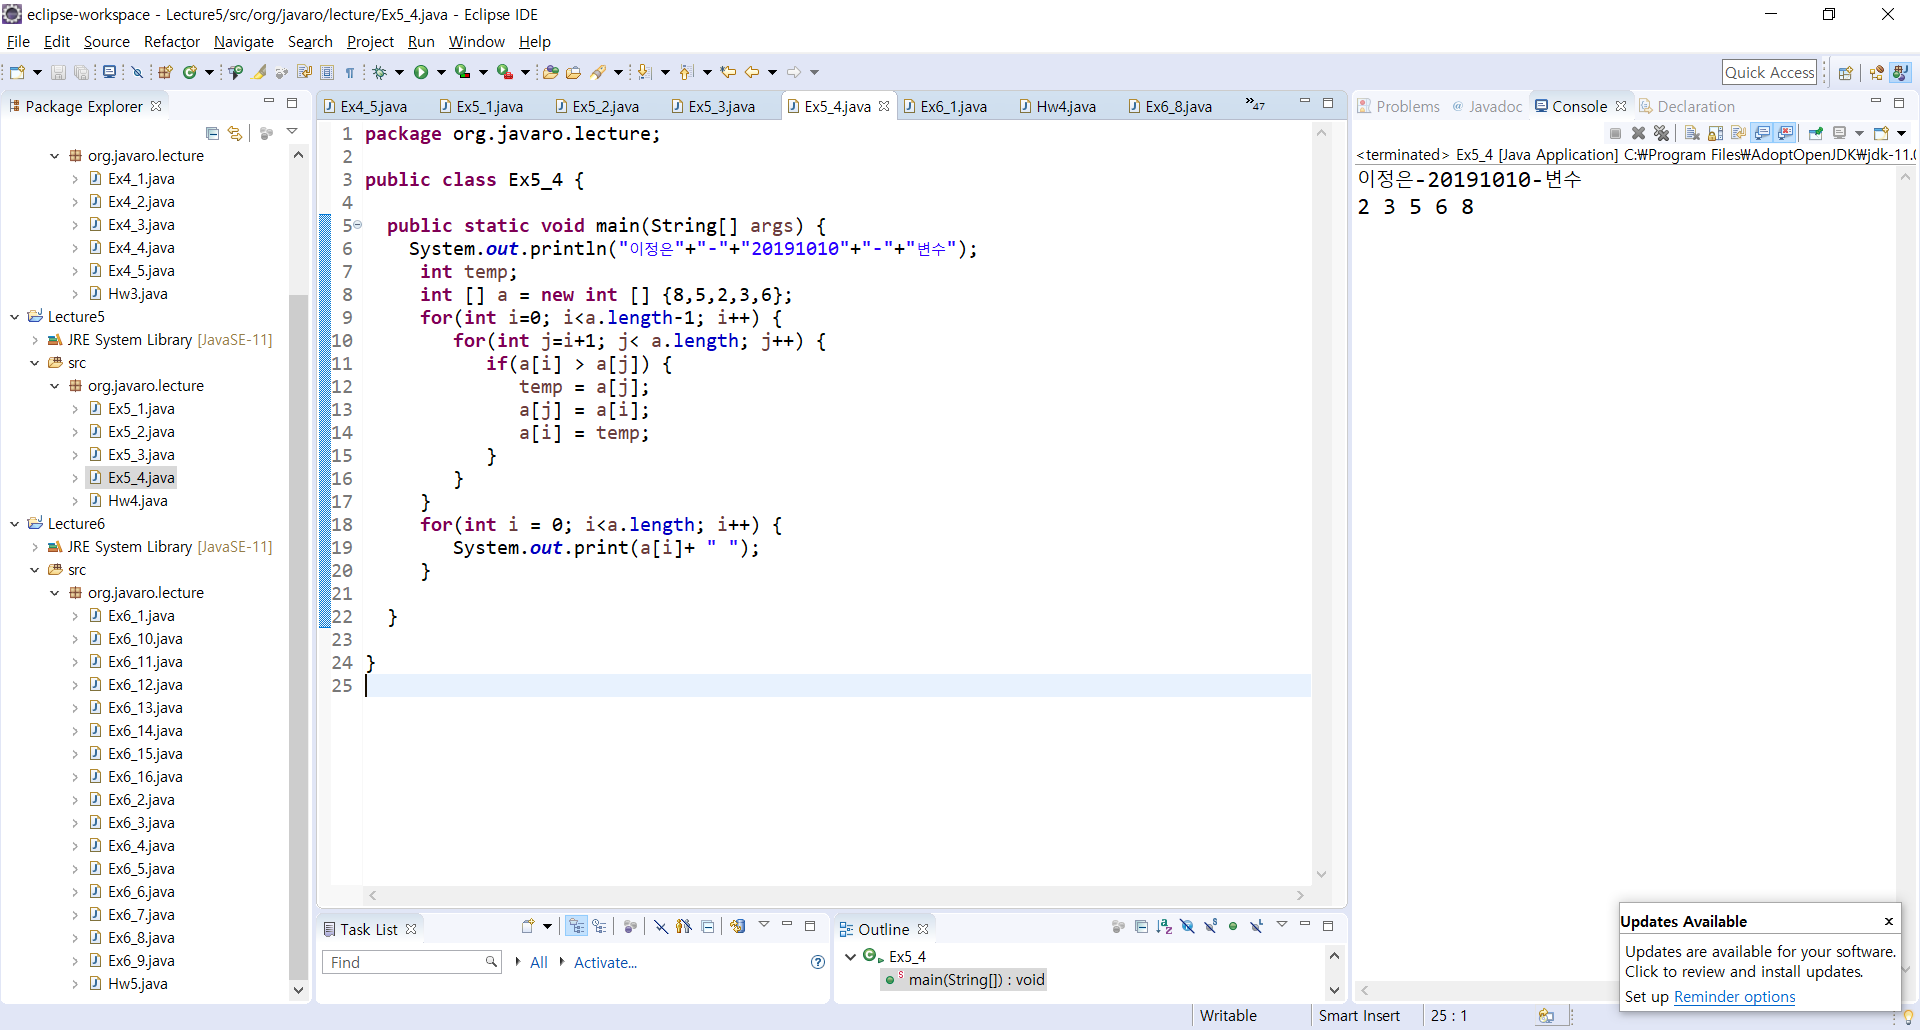 eclipse-workspace - Lecture5/src/org/javaro/lecture/Ex5_4.java - Eclipse IDE
File Edit Source Refactor Navigate Search Project Run Window Help
Quick Access
Package Explorer
org.javaro.lecture
Ex4_1.java
Ex4_2.java
Ex4_3.java
Ex4_4.java
Ex4_5.java
Hw3.java
Lecture5
JRE System Library [JavaSE-11]
src
org.javaro.lecture
Ex5_1.java
Ex5_2.java
Ex5_3.java
Ex5_4.java
Hw4.java
Lecture6
JRE System Library [JavaSE-11]
src
org.javaro.lecture
Ex6_1.java
Ex6_10.java
Ex6_11.java
Ex6_12.java
Ex6_13.java
Ex6_14.java
Ex6_15.java
Ex6_16.java
Ex6_2.java
Ex6_3.java
Ex6_4.java
Ex6_5.java
Ex6_6.java
Ex6_7.java
Ex6_8.java
Ex6_9.java
Hw5.java
Ex4_5.java Ex5_1.java Ex5_2.java Ex5_3.java Ex5_4.java Ex6_1.java Hw4.java Ex6_8.java »47
1 package org.javaro.lecture;
2
3 public class Ex5_4 {
4
5 public static void main(String[] args) {
6 System.out.println("이정은"+"-"+"20191010"+"-"+"변수");
7 int temp;
8 int [] a = new int [] {8,5,2,3,6};
9 for(int i=0; i<a.length-1; i++) {
10 for(int j=i+1; j< a.length; j++) {
11 if(a[i] > a[j]) {
12 temp = a[j];
13 a[j] = a[i];
14 a[i] = temp;
15 }
16 }
17 }
18 for(int i = 0; i<a.length; i++) {
19 System.out.print(a[i]+ " ");
20 }
21
22 }
23
24 }
25
Problems @ Javadoc Console Declaration
<terminated> Ex5_4 [Java Application] C:₩Program Files₩AdoptOpenJDK₩jdk-11.0
이정은-20191010-변수
2 3 5 6 8
Task List
Find All Activate...
Outline
Ex5_4
main(String[]) : void
Updates Available
Updates are available for your software.
Click to review and install updates.
Set up Reminder options
Writable Smart Insert 25 : 1